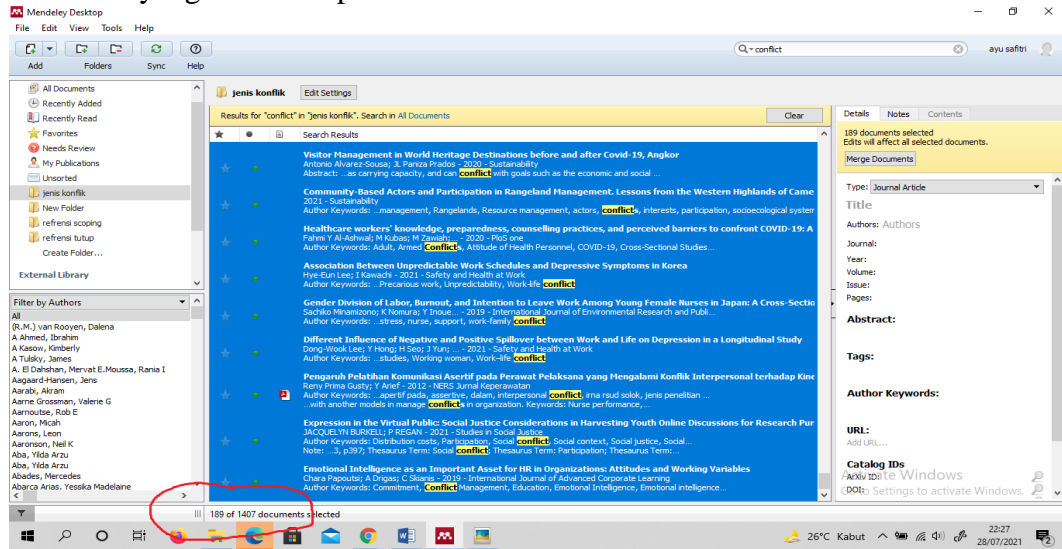 Mendeley Desktop
File Edit View Tools Help
Add Folders Sync Help
conflict
ayu safitri
All Documents
Recently Added
Recently Read
Favorites
Needs Review
My Publications
Unsorted
jenis konflik
New Folder
refrensi scoping
refrensi tutup
Create Folder...
External Library
Filter by Authors
All
(R.M.) van Rooyen, Dalena
A Ahmed, Ibrahim
A Kasow, Kimberly
A Tulsky, James
A. El Dahshan, Mervat E.Moussa, Rania I
Aagaard-Hansen, Jens
Aarabi, Akram
Aarne Grossman, Valerie G
Aarnoutse, Rob E
Aaron, Micah
Aarons, Leon
Aaronson, Neil K
Aba, Yilda Arzu
Aba, Yilda Arzu
Abades, Mercedes
Abarca Arias, Yessika Madelaine
jenis konflik Edit Settings
Results for "conflict" in "jenis konflik". Search in All Documents Clear
Search Results
Visitor Management in World Heritage Destinations before and after Covid-19, Angkor
Antonio Alvarez-Sousa; JL Paniza Prados - 2020 - Sustainability
Abstract: ...as carrying capacity, and can conflict with goals such as the economic and social ...
Community-Based Actors and Participation in Rangeland Management. Lessons from the Western Highlands of Came
2021 - Sustainability
Author Keywords: ...management, Rangelands, Resource management, actors, conflicts, interests, participation, socioecological system
Healthcare workers' knowledge, preparedness, counselling practices, and perceived barriers to confront COVID-19: A
Fahmi Y Al-Ashwal; M Kubas; M Zawiah; ... - 2020 - PloS one
Author Keywords: Adult, Armed Conflicts, Attitude of Health Personnel, COVID-19, Cross-Sectional Studies...
Association Between Unpredictable Work Schedules and Depressive Symptoms in Korea
Hye-Eun Lee; I Kawachi - 2021 - Safety and Health at Work
Author Keywords: ...Precarious work, Unpredictability, Work-life conflict
Gender Division of Labor, Burnout, and Intention to Leave Work Among Young Female Nurses in Japan: A Cross-Sectio
Sachiko Minamizono; K Nomura; Y Inoue... - 2019 - International Journal of Environmental Research and Publi...
Author Keywords: ...stress, nurse, support, work-family conflict
Different Influence of Negative and Positive Spillover between Work and Life on Depression in a Longitudinal Study
Dong-Wook Lee; Y Hong; H Seo; J Yun; ... - 2021 - Safety and Health at Work
Author Keywords: ...studies, Working woman, Work–life conflict
Pengaruh Pelatihan Komunikasi Asertif pada Perawat Pelaksana yang Mengalami Konflik Interpersonal terhadap Kine
Reny Prima Gusty; Y Arief - 2012 - NERS Jurnal Keperawatan
Author Keywords: ...apertif pada, assertive, dalam, interpersonal conflict, irna rsud solok, jenis penelitian ...
...with another models in manage conflicts in organization. Keywords: Nurse performance,...
Expression in the Virtual Public: Social Justice Considerations in Harvesting Youth Online Discussions for Research Pur
JACQUELYN BURKELL; P REGAN - 2021 - Studies in Social Justice
Author Keywords: Distribution costs, Participation, Social conflict, Social context, Social justice, Social...
Note: ...3, p397; Thesaurus Term: Social conflict; Thesaurus Term: Participation; Thesaurus Term:...
Emotional Intelligence as an Important Asset for HR in Organizations: Attitudes and Working Variables
Chara Papoutsi; A Drigas; C Skianis - 2019 - International Journal of Advanced Corporate Learning
Author Keywords: Commitment, Conflict Management, Education, Emotional Intelligence, Emotional intelligence...
189 of 1407 documents selected
Details Notes Contents
189 documents selected
Edits will affect all selected documents.
Merge Documents
Type: Journal Article
Title
Authors: Authors
Journal:
Year:
Volume:
Issue:
Pages:
Abstract:
Tags:
Author Keywords:
URL:
Add URL...
Catalog IDs
ArXiv ID:
DOI:
Activate Windows
Settings to activate Windows.
26°C Kabut
22:27
28/07/2021